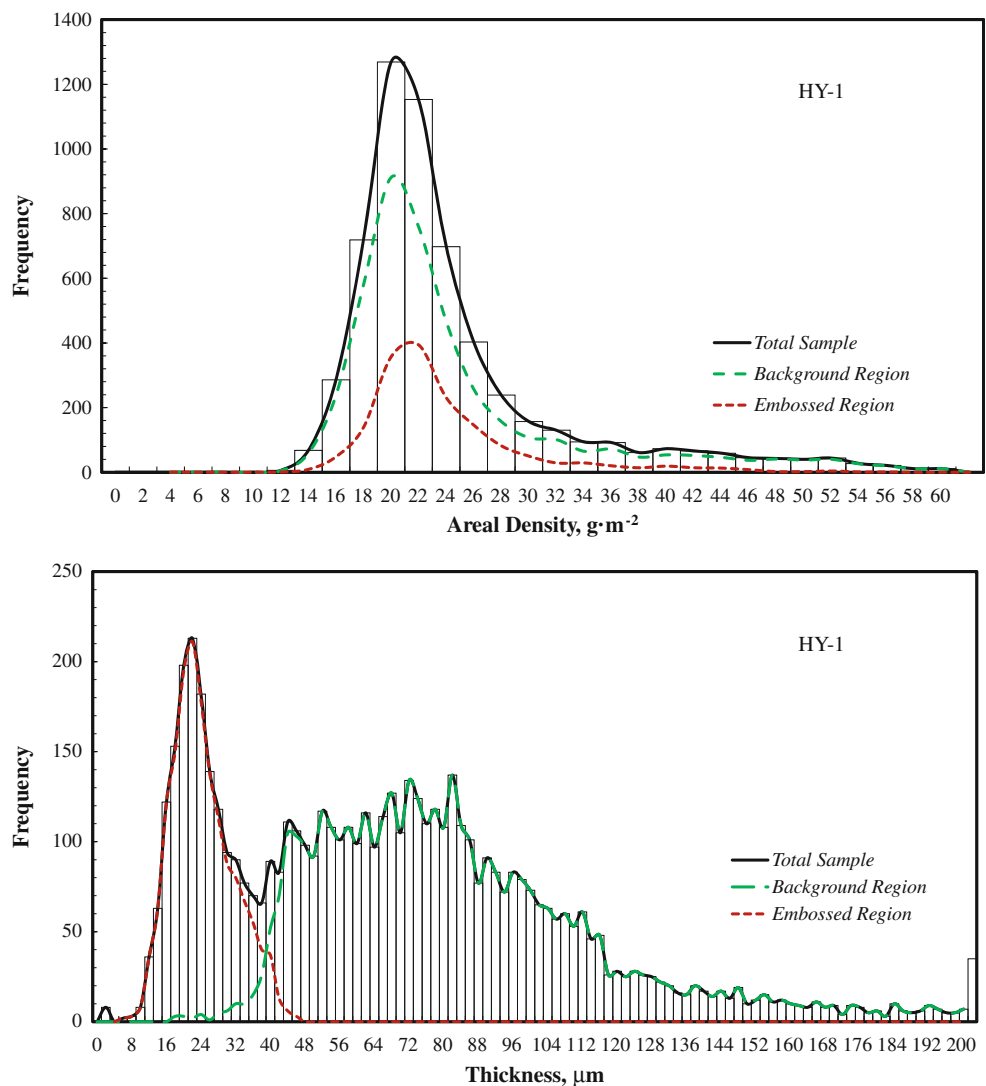 1400
1200
1000
800
600
400
200
0
Frequency
HY-1
Total Sample
Background Region
Embossed Region
0 2 4 6 8 10 12 14 16 18 20 22 24 26 28 30 32 34 36 38 40 42 44 46 48 50 52 54 56 58 60
Areal Density, g·m-2
250
200
150
100
50
0
Frequency
HY-1
Total Sample
Background Region
Embossed Region
0 8 16 24 32 40 48 56 64 72 80 88 96 104 112 120 128 136 144 152 160 168 176 184 192 200
Thickness, μm